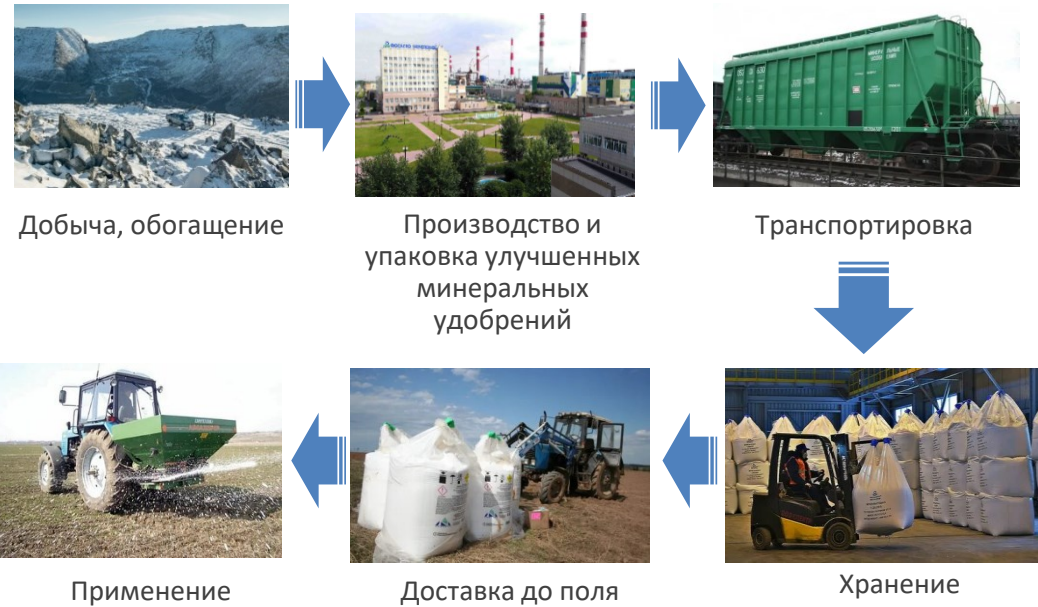 Добыча, обогащение
Производство и
упаковка улучшенных
минеральных
удобрений
Транспортировка
Применение
Доставка до поля
Хранение